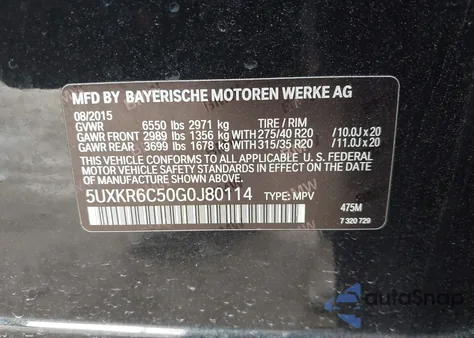 MFD BY BAYERISCHE MOTOREN WERKE AG
08/2015
GVWR 6550 lbs 2971 kg TIRE / RIM
GAWR FRONT 2989 lbs 1356 kg WITH 275/40 R20 /10.0J x 20
GAWR REAR 3699 lbs 1678 kg WITH 315/35 R20 /11.0J x 20
THIS VEHICLE CONFORMS TO ALL APPLICABLE
FEDERAL MOTOR VEHICLE SAFETY STANDARDS
IN EFFECT ON THE DATE OF MANUFACTURE
SHOWN ABOVE.
5UXKR6C50G0J80114 TYPE: MPV
475M
7 320 729
autoSnap